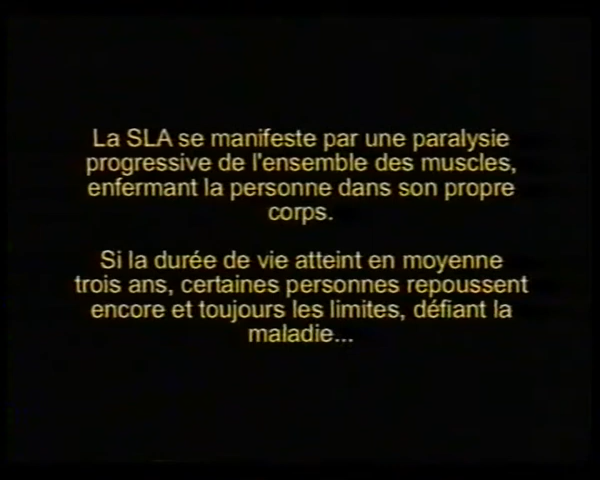 La SLA se manifeste par une paralysie
progressive de l'ensemble des muscles,
enfermant la personne dans son propre
corps.
Si la durée de vie atteint en moyenne
trois ans, certaines personnes repoussent
encore et toujours les limites, défiant la
maladie...